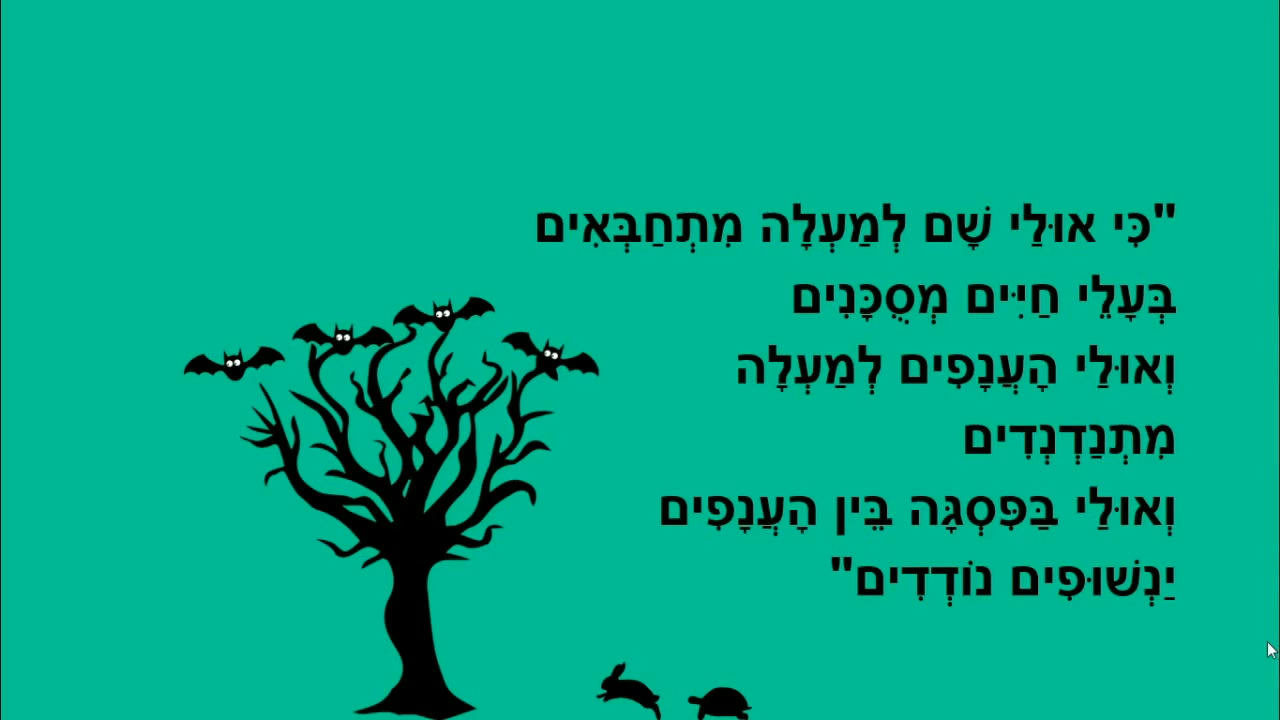 "כִּי אוּלַי שָׁם לְמַעְלָה מִתְחַבְּאִים
בְּעָלֵי חַיִּים מְסֻכָּנִים
וְאוּלַי הָעֲנָפִים לְמַעְלָה
מִתְנַדְנְדִים
וְאוּלַי בַּפִּסְגָּה בֵּין הָעֲנָפִים
יַנְשׁוּפִים נוֹדְדִים"